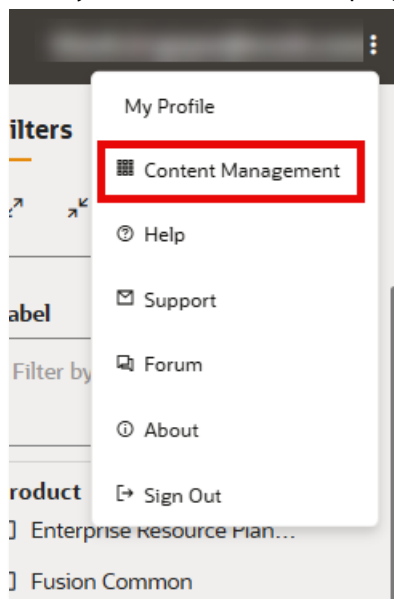 My Profile
ilters
Content Management
Help
abel
Support
Filter by
Forum
About
roduct
Sign Out
Enterprise Resource Plan...
Fusion Common